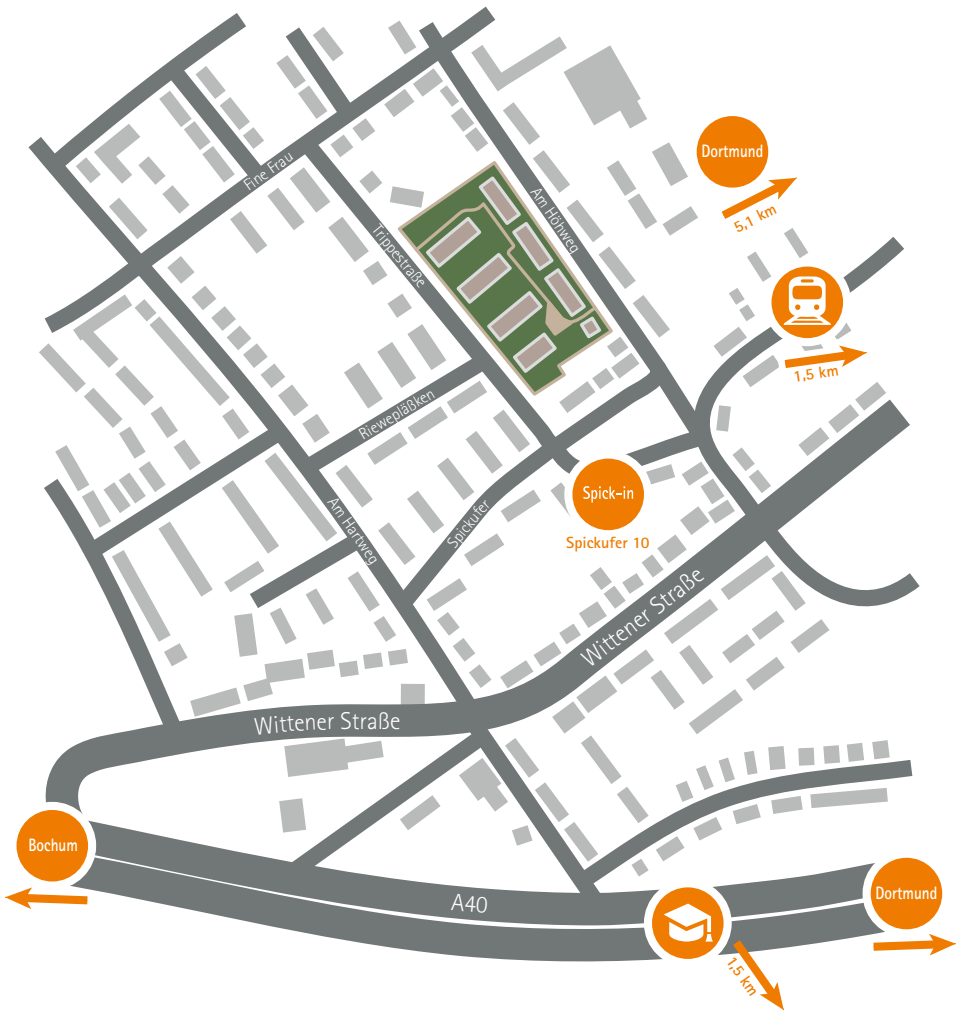 Dortmund
5,1 km
Fine Frau
Am Höhweg
Trippestraße
1,5 km
Riewepläßken
Spick-in
Spickufer 10
Spickufer
Am Hartweg
Wittener Straße
Wittener Straße
Bochum
A40
Dortmund
1,5 km